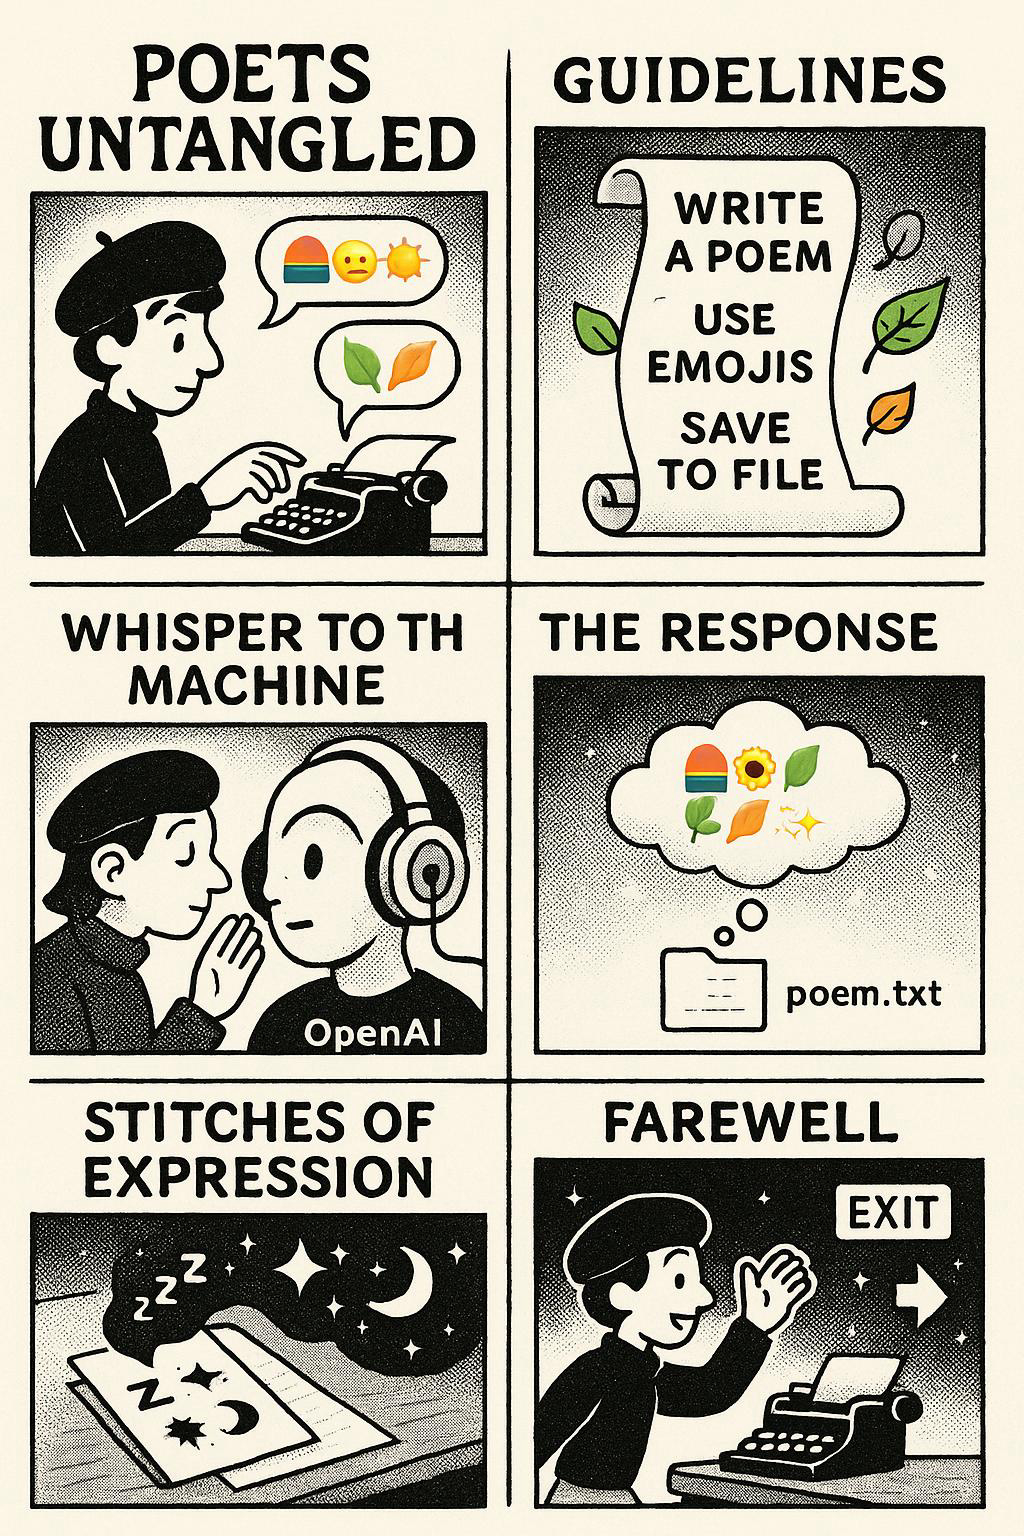 POETS
UNTANGLED
GUIDELINES
WRITE
A POEM
USE
EMOJIS
SAVE
TO FILE
WHISPER TO TH
MACHINE
OpenAI
THE RESPONSE
poem.txt
STITCHES OF
EXPRESSION
z z z
Z
FAREWELL
EXIT